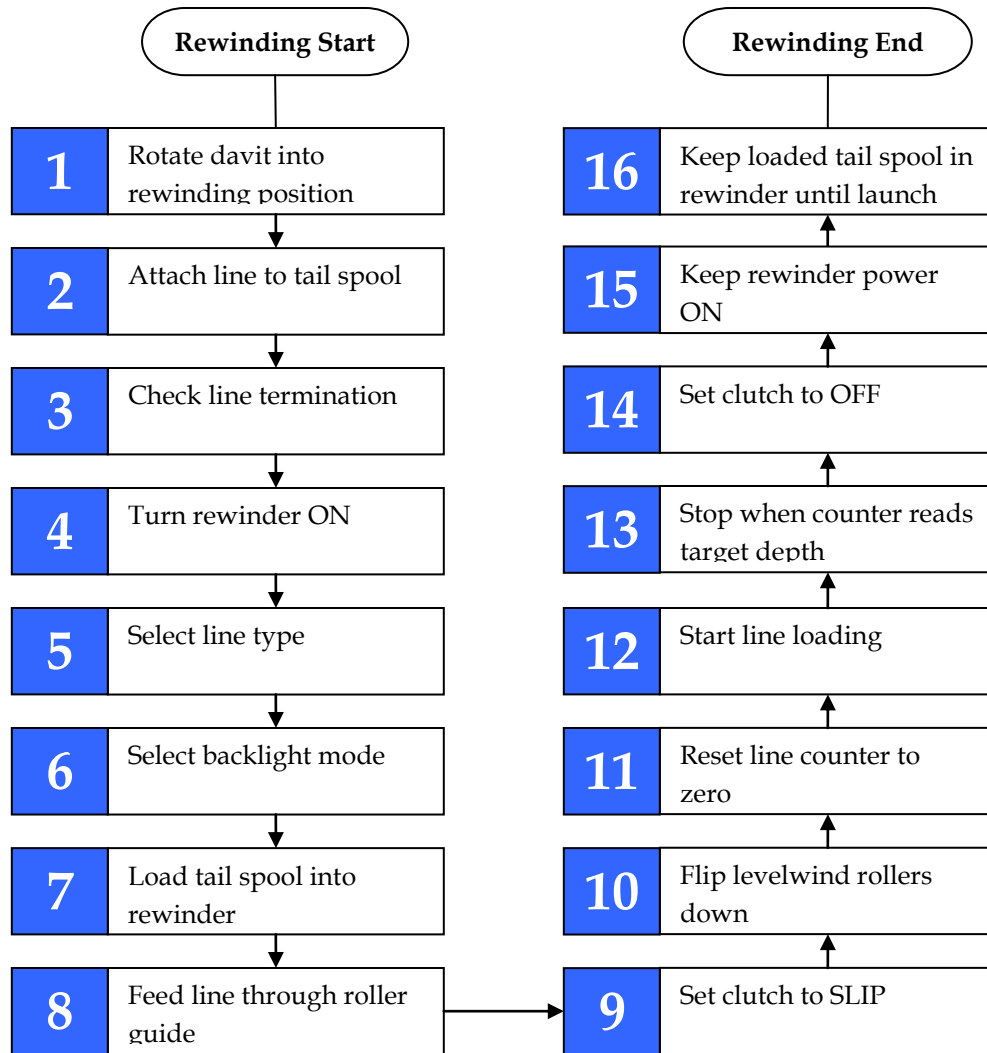 Rewinding Start
1
Rotate davit into
rewinding position
2
Attach line to tail spool
3
Check line termination
4
Turn rewinder ON
5
Select line type
6
Select backlight mode
7
Load tail spool into
rewinder
8
Feed line through roller
guide
9
Set clutch to SLIP
10
Flip levelwind rollers
down
11
Reset line counter to
zero
12
Start line loading
13
Stop when counter reads
target depth
14
Set clutch to OFF
15
Keep rewinder power
ON
16
Keep loaded tail spool in
rewinder until launch
Rewinding End